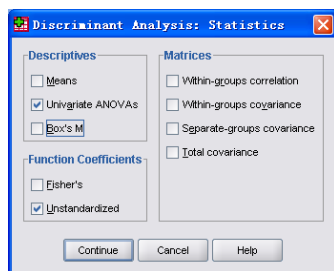 Discriminant Analysis: Statistics
Descriptives
Means
Univariate ANOVAs
Box's M
Function Coefficients
Fisher's
Unstandardized
Matrices
Within-groups correlation
Within-groups covariance
Separate-groups covariance
Total covariance
Continue
Cancel
Help